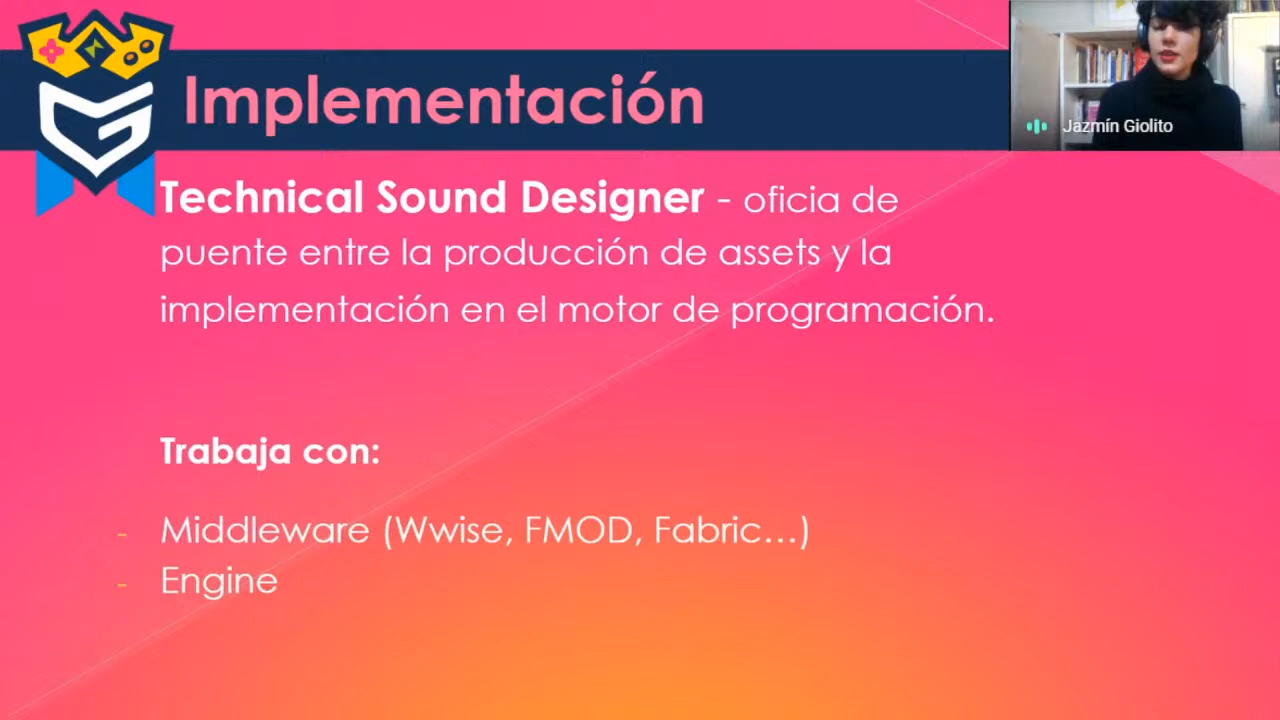 Implementación
Jazmín Giolito
Technical Sound Designer - oficia de
puente entre la producción de assets y la
implementación en el motor de programación.
Trabaja con:
- Middleware (Wwise, FMOD, Fabric...)
- Engine